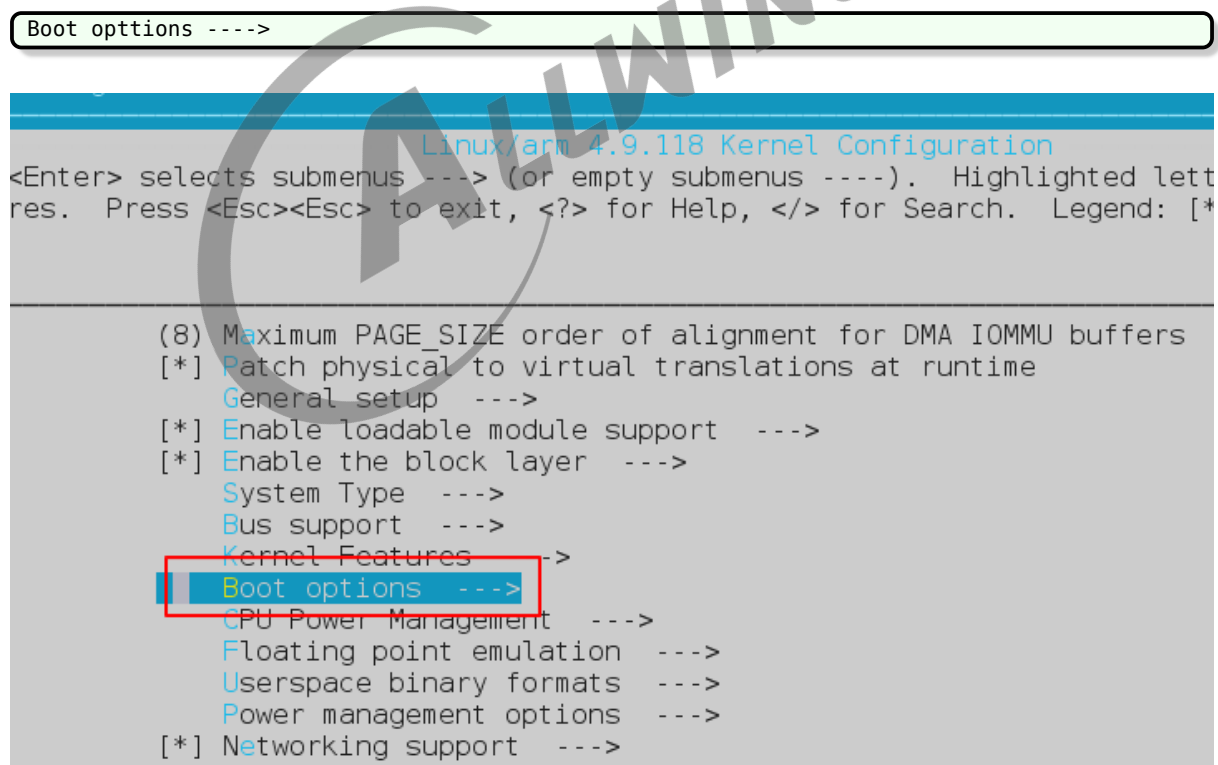 Boot opttions ---->
ALLWIN
Linux/arm 4.9.118 Kernel Configuration
<Enter> selects submenus ---> (or empty submenus ----).  Highlighted lett
res.  Press <Esc><Esc> to exit, <?> for Help, </> for Search.  Legend: [*
(8) Maximum PAGE_SIZE order of alignment for DMA IOMMU buffers
[*] Patch physical to virtual translations at runtime
General setup  --->
[*] Enable loadable module support  --->
[*] Enable the block layer  --->
System Type  --->
Bus support  --->
Kernel Features  -->
Boot options  --->
CPU Power Management  --->
Floating point emulation  --->
Userspace binary formats  --->
Power management options  --->
[*] Networking support  --->